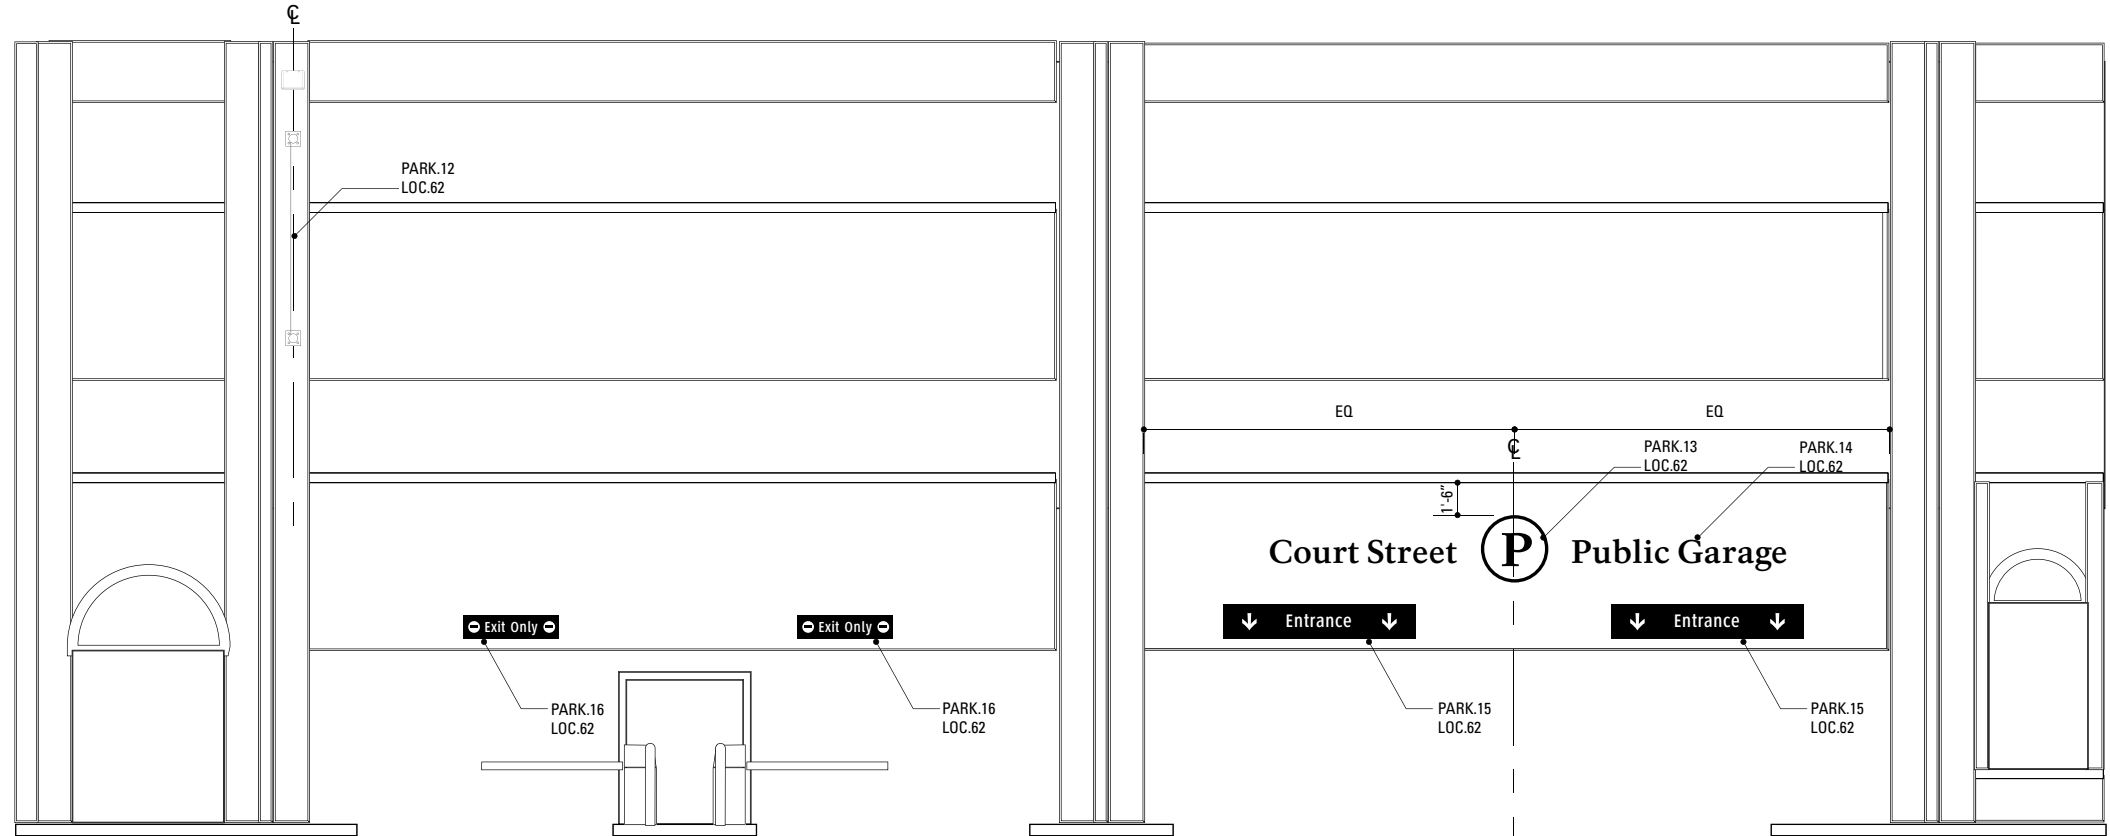 ℄
PARK.12
LOC.62
EQ
EQ
℄
PARK.13
LOC.62
PARK.14
LOC.62
1'-6"
Court Street P Public Garage
Exit Only
Exit Only
Entrance
Entrance
PARK.16
LOC.62
PARK.16
LOC.62
PARK.15
LOC.62
PARK.15
LOC.62